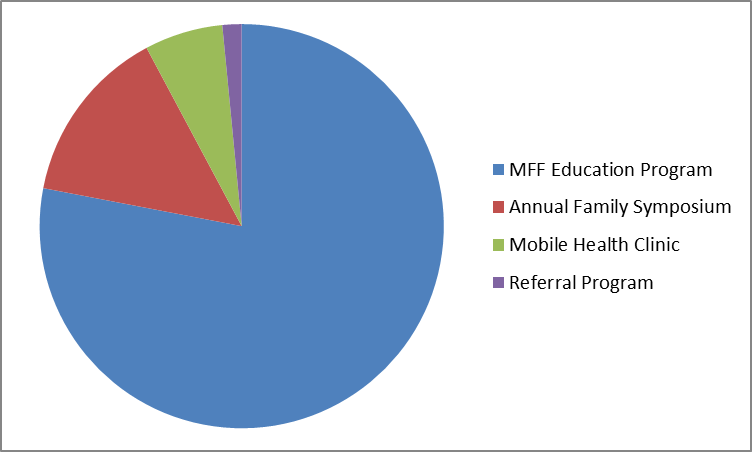 MFF Education Program
Annual Family Symposium
Mobile Health Clinic
Referral Program